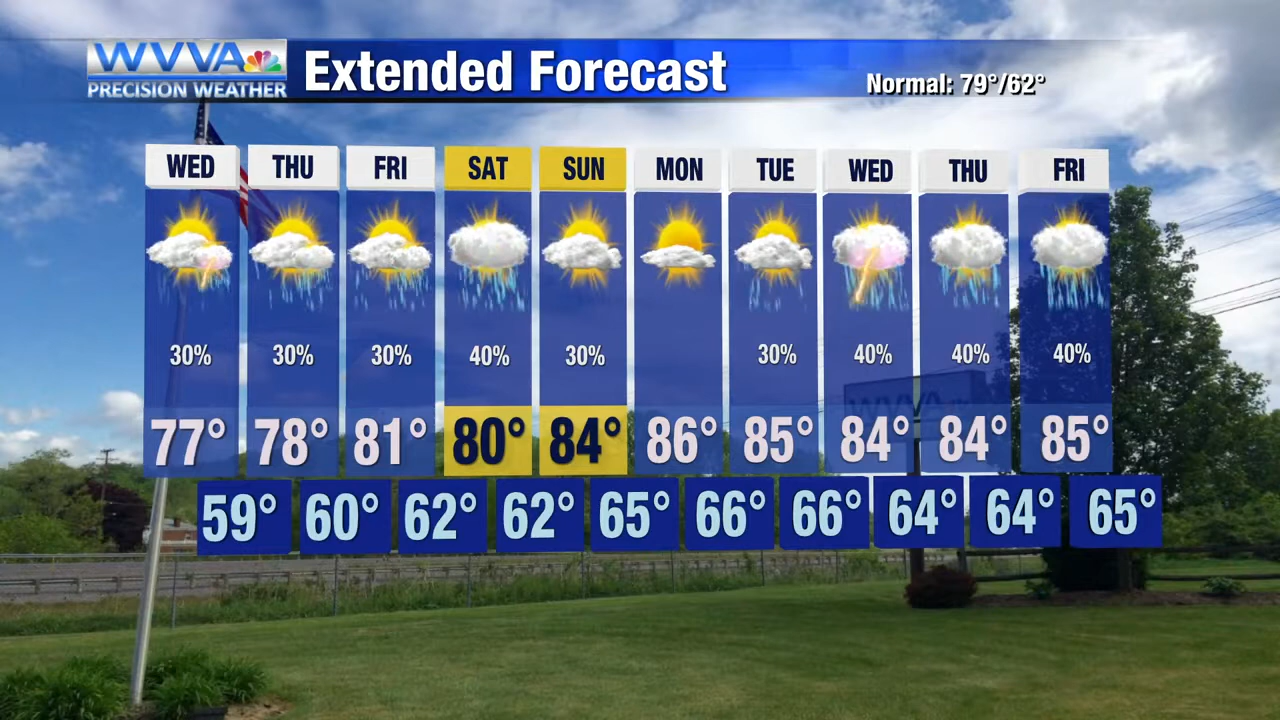 WVVA
PRECISION WEATHER
Extended Forecast
Normal: 79°/62°
WED THU FRI SAT SUN MON TUE WED THU FRI
30% 30% 30% 40% 30% 30% 40% 40% 40%
77° 78° 81° 80° 84° 86° 85° 84° 84° 85°
59° 60° 62° 62° 65° 66° 66° 64° 64° 65°
WVVA